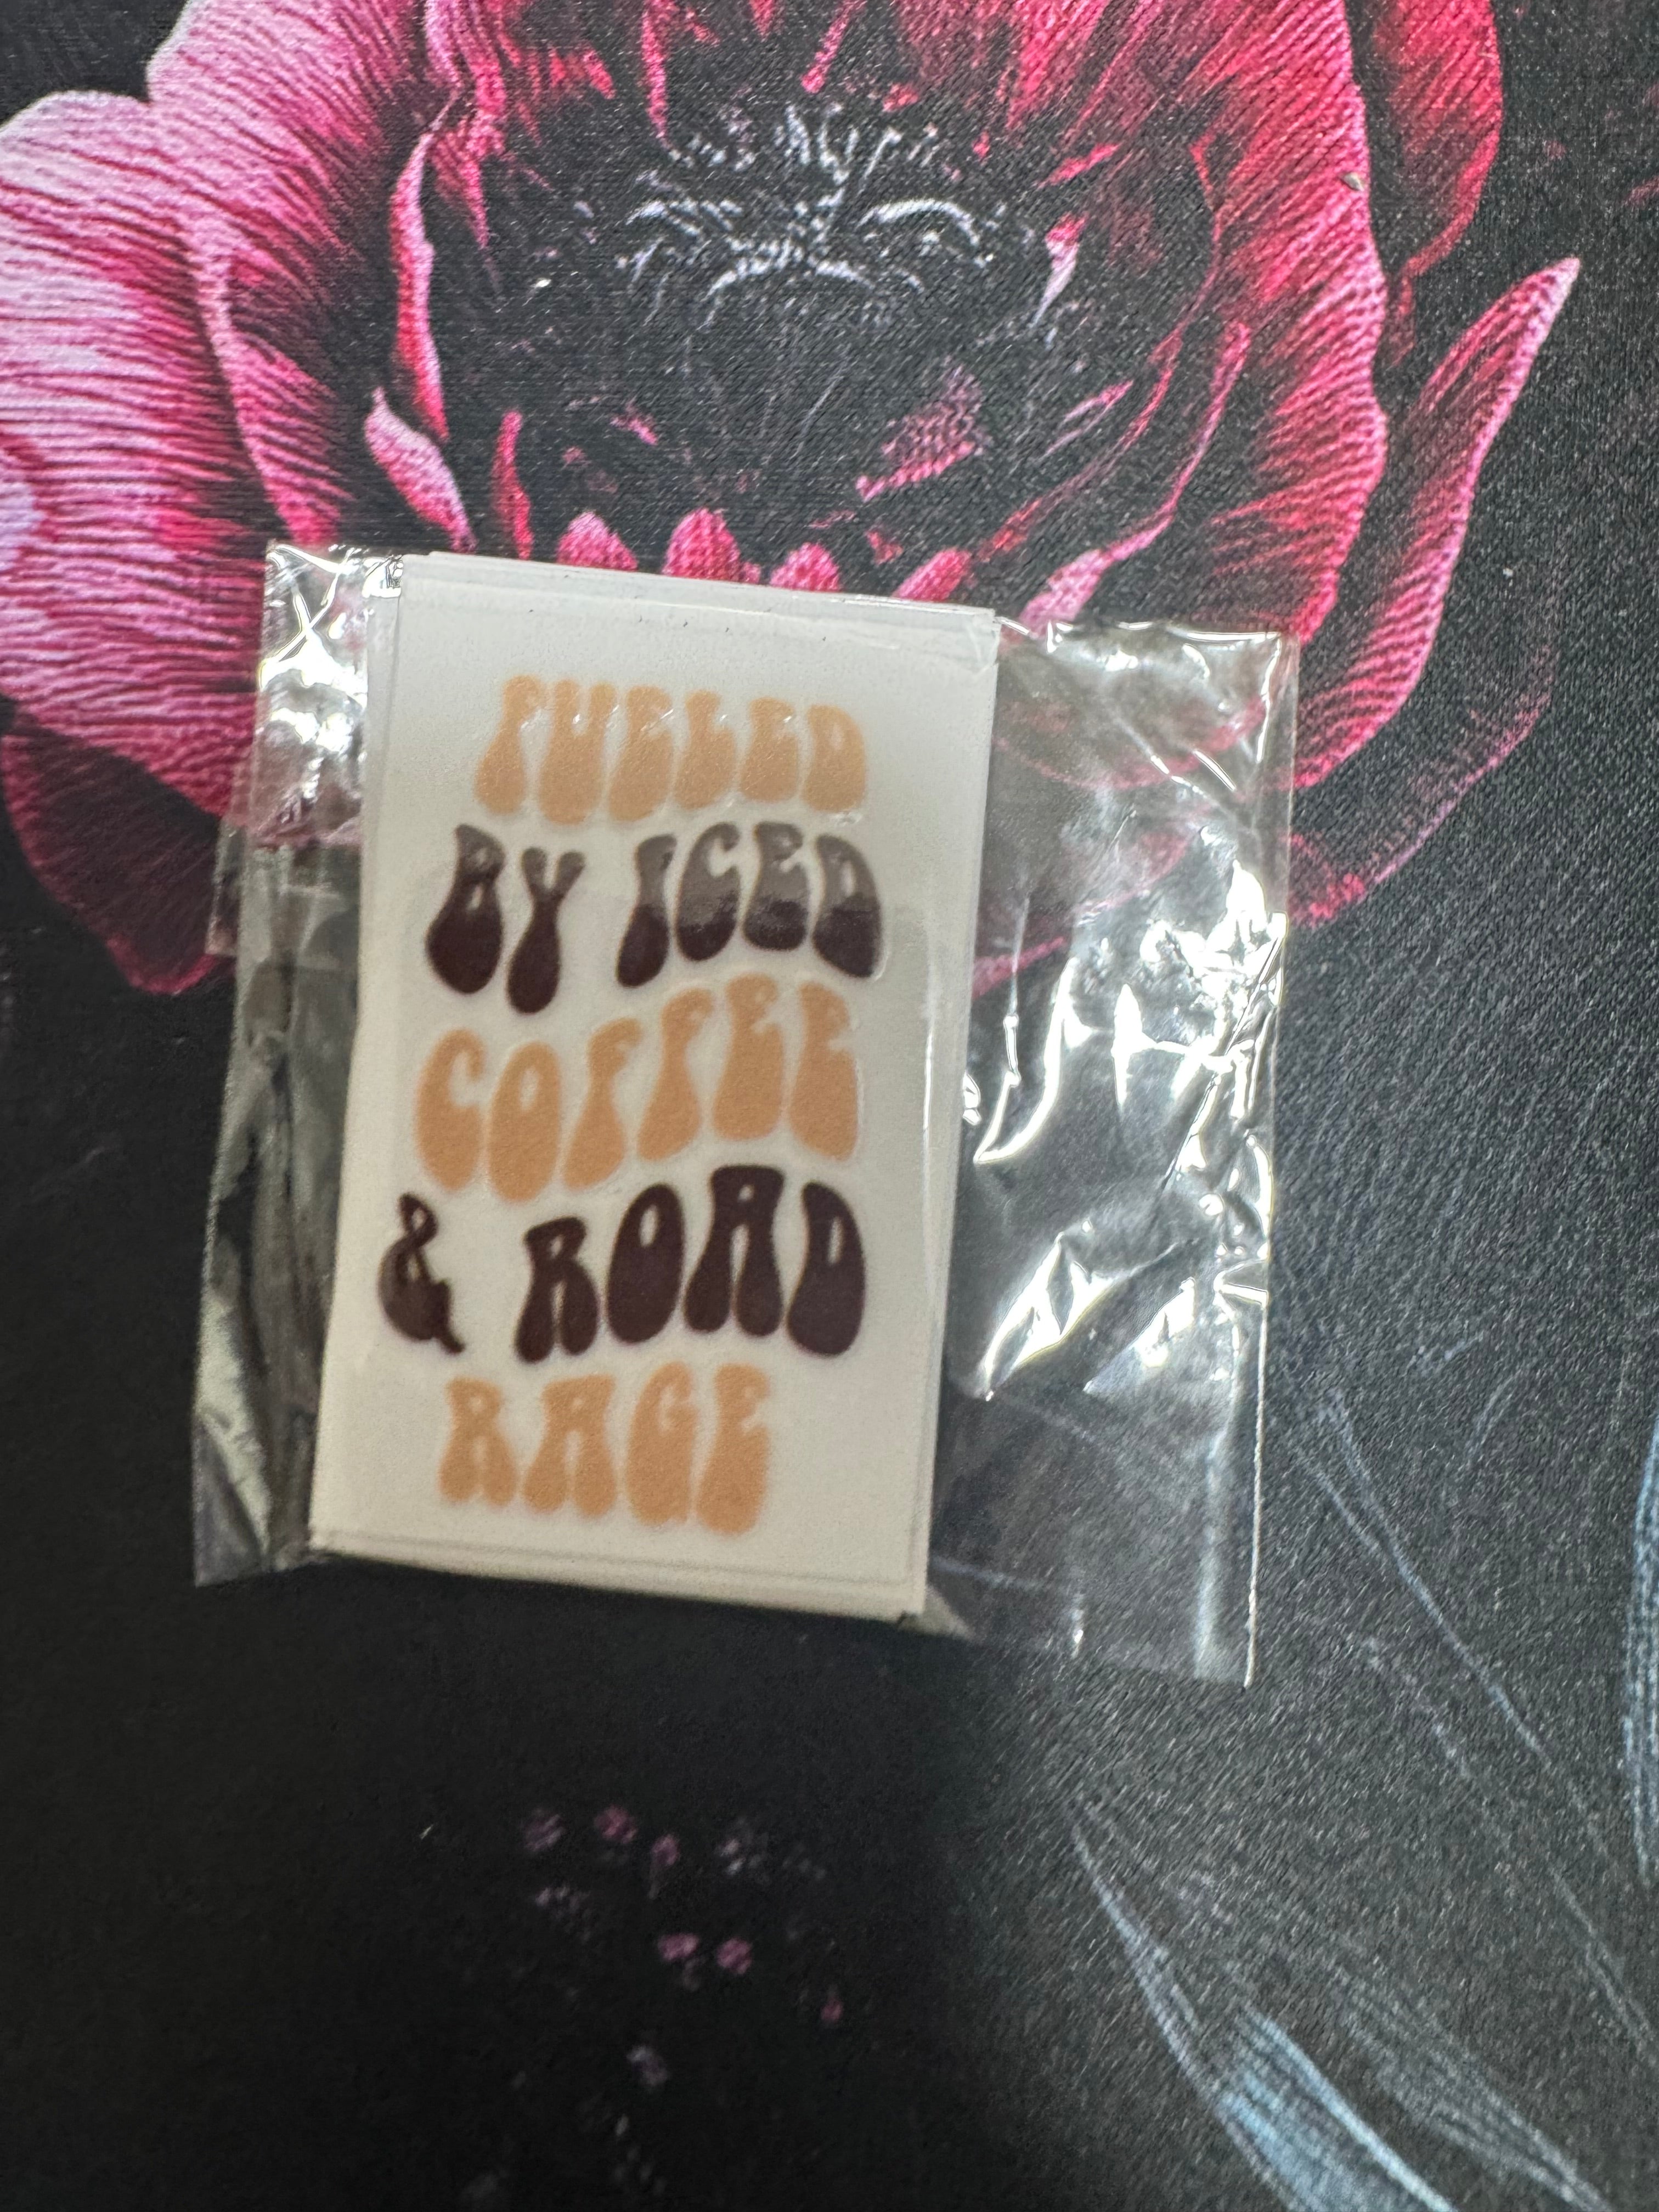 FUELED
BY ICED
COFFEE
& ROAD
RAGE